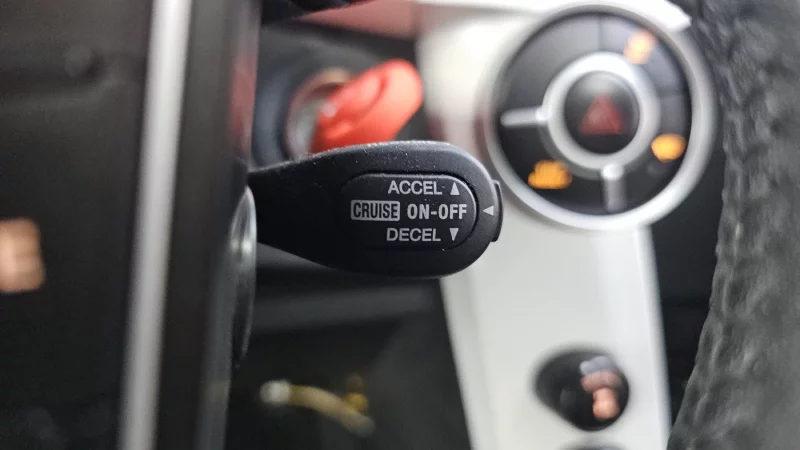 ACCEL ▲
CRUISE ON-OFF ◀
DECEL ▼